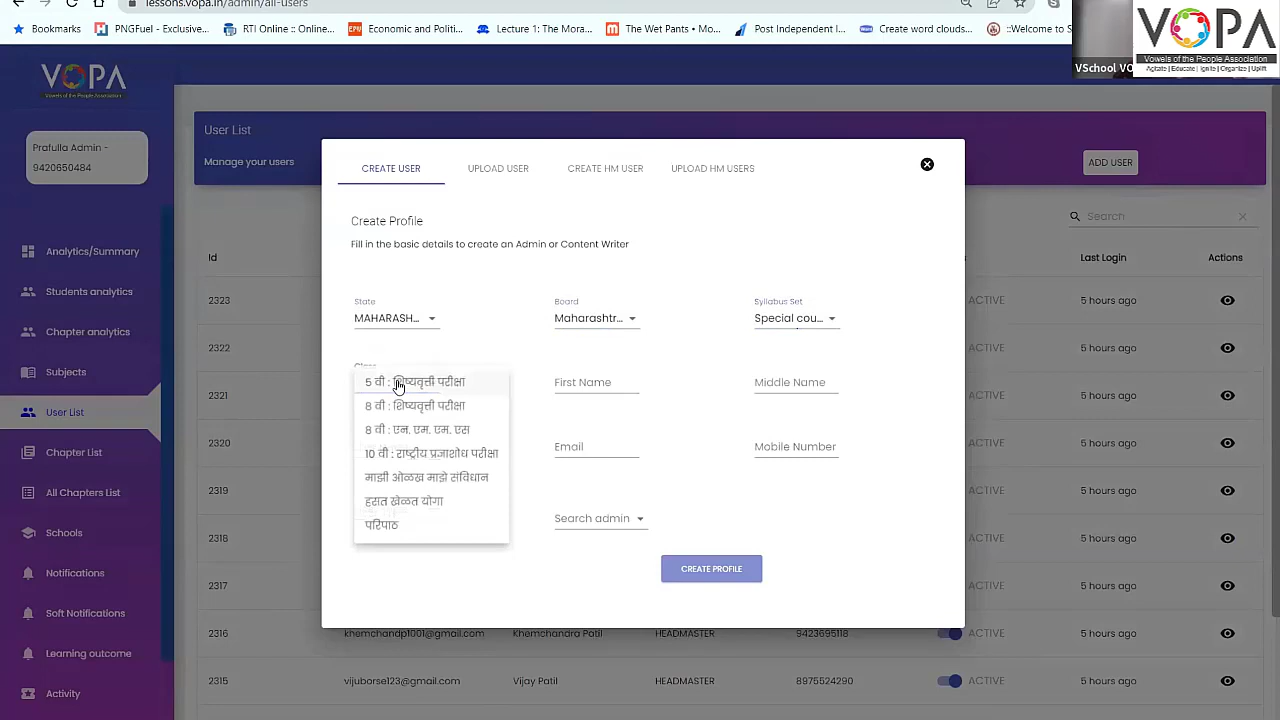 lessons.vopa.in/admin/all-users
Bookmarks
PNGFuel - Exclusive...
RTI Online :: Onlin...
Economic and Politi...
Lecture 1: The Mora...
The Wet Pants • Mo...
Post Independent I...
Create word clouds...
::Welcome to S
VSchool VO
VOPA
Vowels of the People Association
Agitate | Educate | Ignite | Organize | Uplift
VOPA
Vowels of the People Association
Prafulla Admin -
9420650484
Analytics/Summary
Students analytics
Chapter analytics
Subjects
User List
Chapter List
All Chapters List
Schools
Notifications
Soft Notifications
Learning outcome
Activity
User List
Manage your users
ADD USER
Search
Id
Last Login
Actions
2323
ACTIVE
5 hours ago
2322
ACTIVE
5 hours ago
2321
ACTIVE
5 hours ago
2320
ACTIVE
5 hours ago
2319
ACTIVE
5 hours ago
2318
ACTIVE
5 hours ago
2317
ACTIVE
5 hours ago
2316
khemchandp1001@gmail.com
Khemchandra Patil
HEADMASTER
9423695118
ACTIVE
5 hours ago
2315
vijuborse123@gmail.com
Vijay Patil
HEADMASTER
8975524290
ACTIVE
5 hours ago
CREATE USER
UPLOAD USER
CREATE HM USER
UPLOAD HM USERS
Create Profile
Fill in the basic details to create an Admin or Content Writer
State
MAHARASH...
Board
Maharashtr...
Syllabus Set
Special cou...
Class
5 वी : शिष्यवृत्ती परीक्षा
8 वी : शिष्यवृत्ती परीक्षा
8 वी : एन. एम. एम. एस
10 वी : राष्ट्रीय प्रज्ञाशोध परीक्षा
माझी ओळख माझे संविधान
हसत खेळत योगा
परिपाठ
First Name
Middle Name
Email
Mobile Number
Search admin
CREATE PROFILE